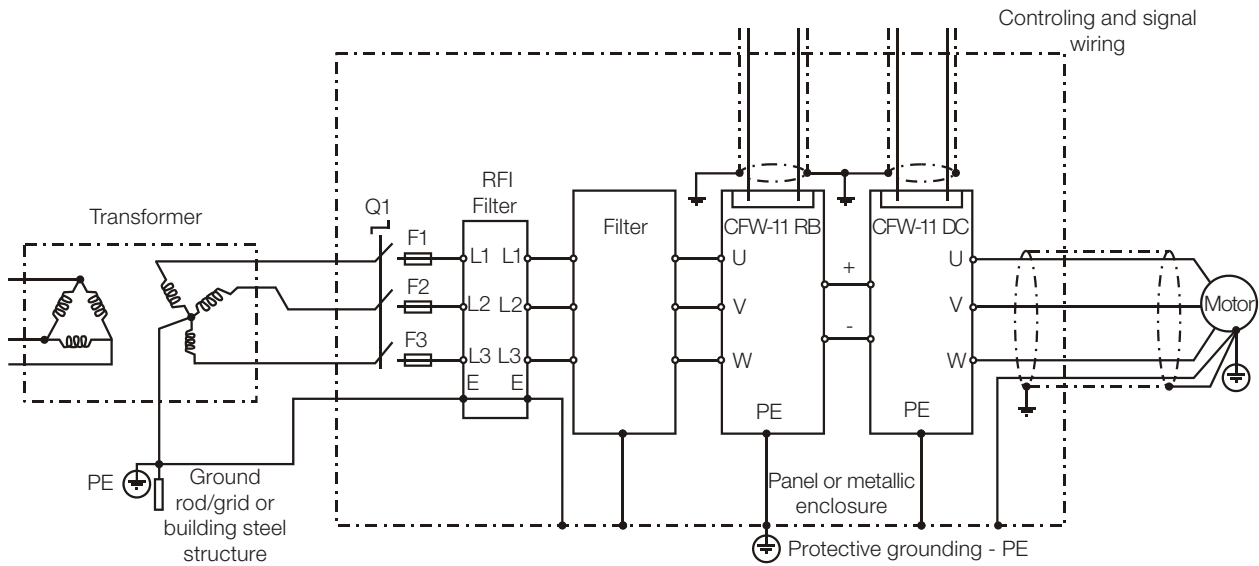 Controling and signal
wiring
Transformer
Q1
F1
F2
F3
RFI
Filter
L1 L1
L2 L2
L3 L3
E E
Filter
CFW-11 RB
U
V
W
PE
+
-
CFW-11 DC
U
V
W
PE
Motor
PE
Ground
rod/grid or
building steel
structure
Panel or metallic
enclosure
Protective grounding - PE